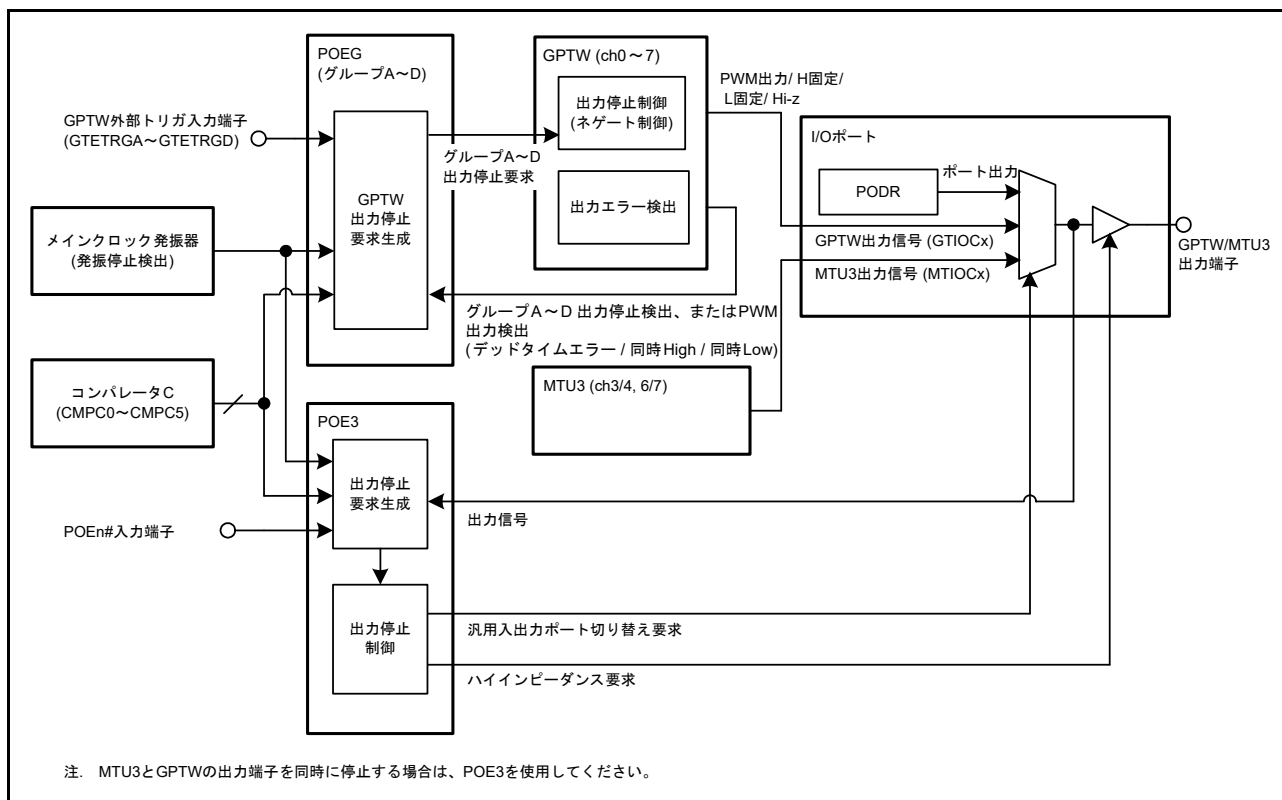 POEG
(グループA～D)
GPTW (ch0～7)
PWM出力/ H固定/
L固定/ Hi-z
GPTW外部トリガ入力端子
(GTETRGA～GTETRGD)
出力停止制御
(ネゲート制御)
グループA～D
出力停止要求
I/Oポート
ポート出力
PODR
GPTW
出力停止
要求生成
出力エラー検出
メインクロック発振器
(発振停止検出)
GPTW出力信号 (GTIOCx)
MTU3出力信号 (MTIOCx)
GPTW/MTU3
出力端子
グループA～D 出力停止検出、またはPWM
出力検出
(デッドタイムエラー / 同時High / 同時Low)
コンパレータC
(CMPC0～CMPC5)
MTU3 (ch3/4, 6/7)
POE3
出力停止
要求生成
出力信号
POEn#入力端子
出力停止
制御
汎用入出力ポート切り替え要求
ハイインピーダンス要求
注. MTU3とGPTWの出力端子を同時に停止する場合は、POE3を使用してください。